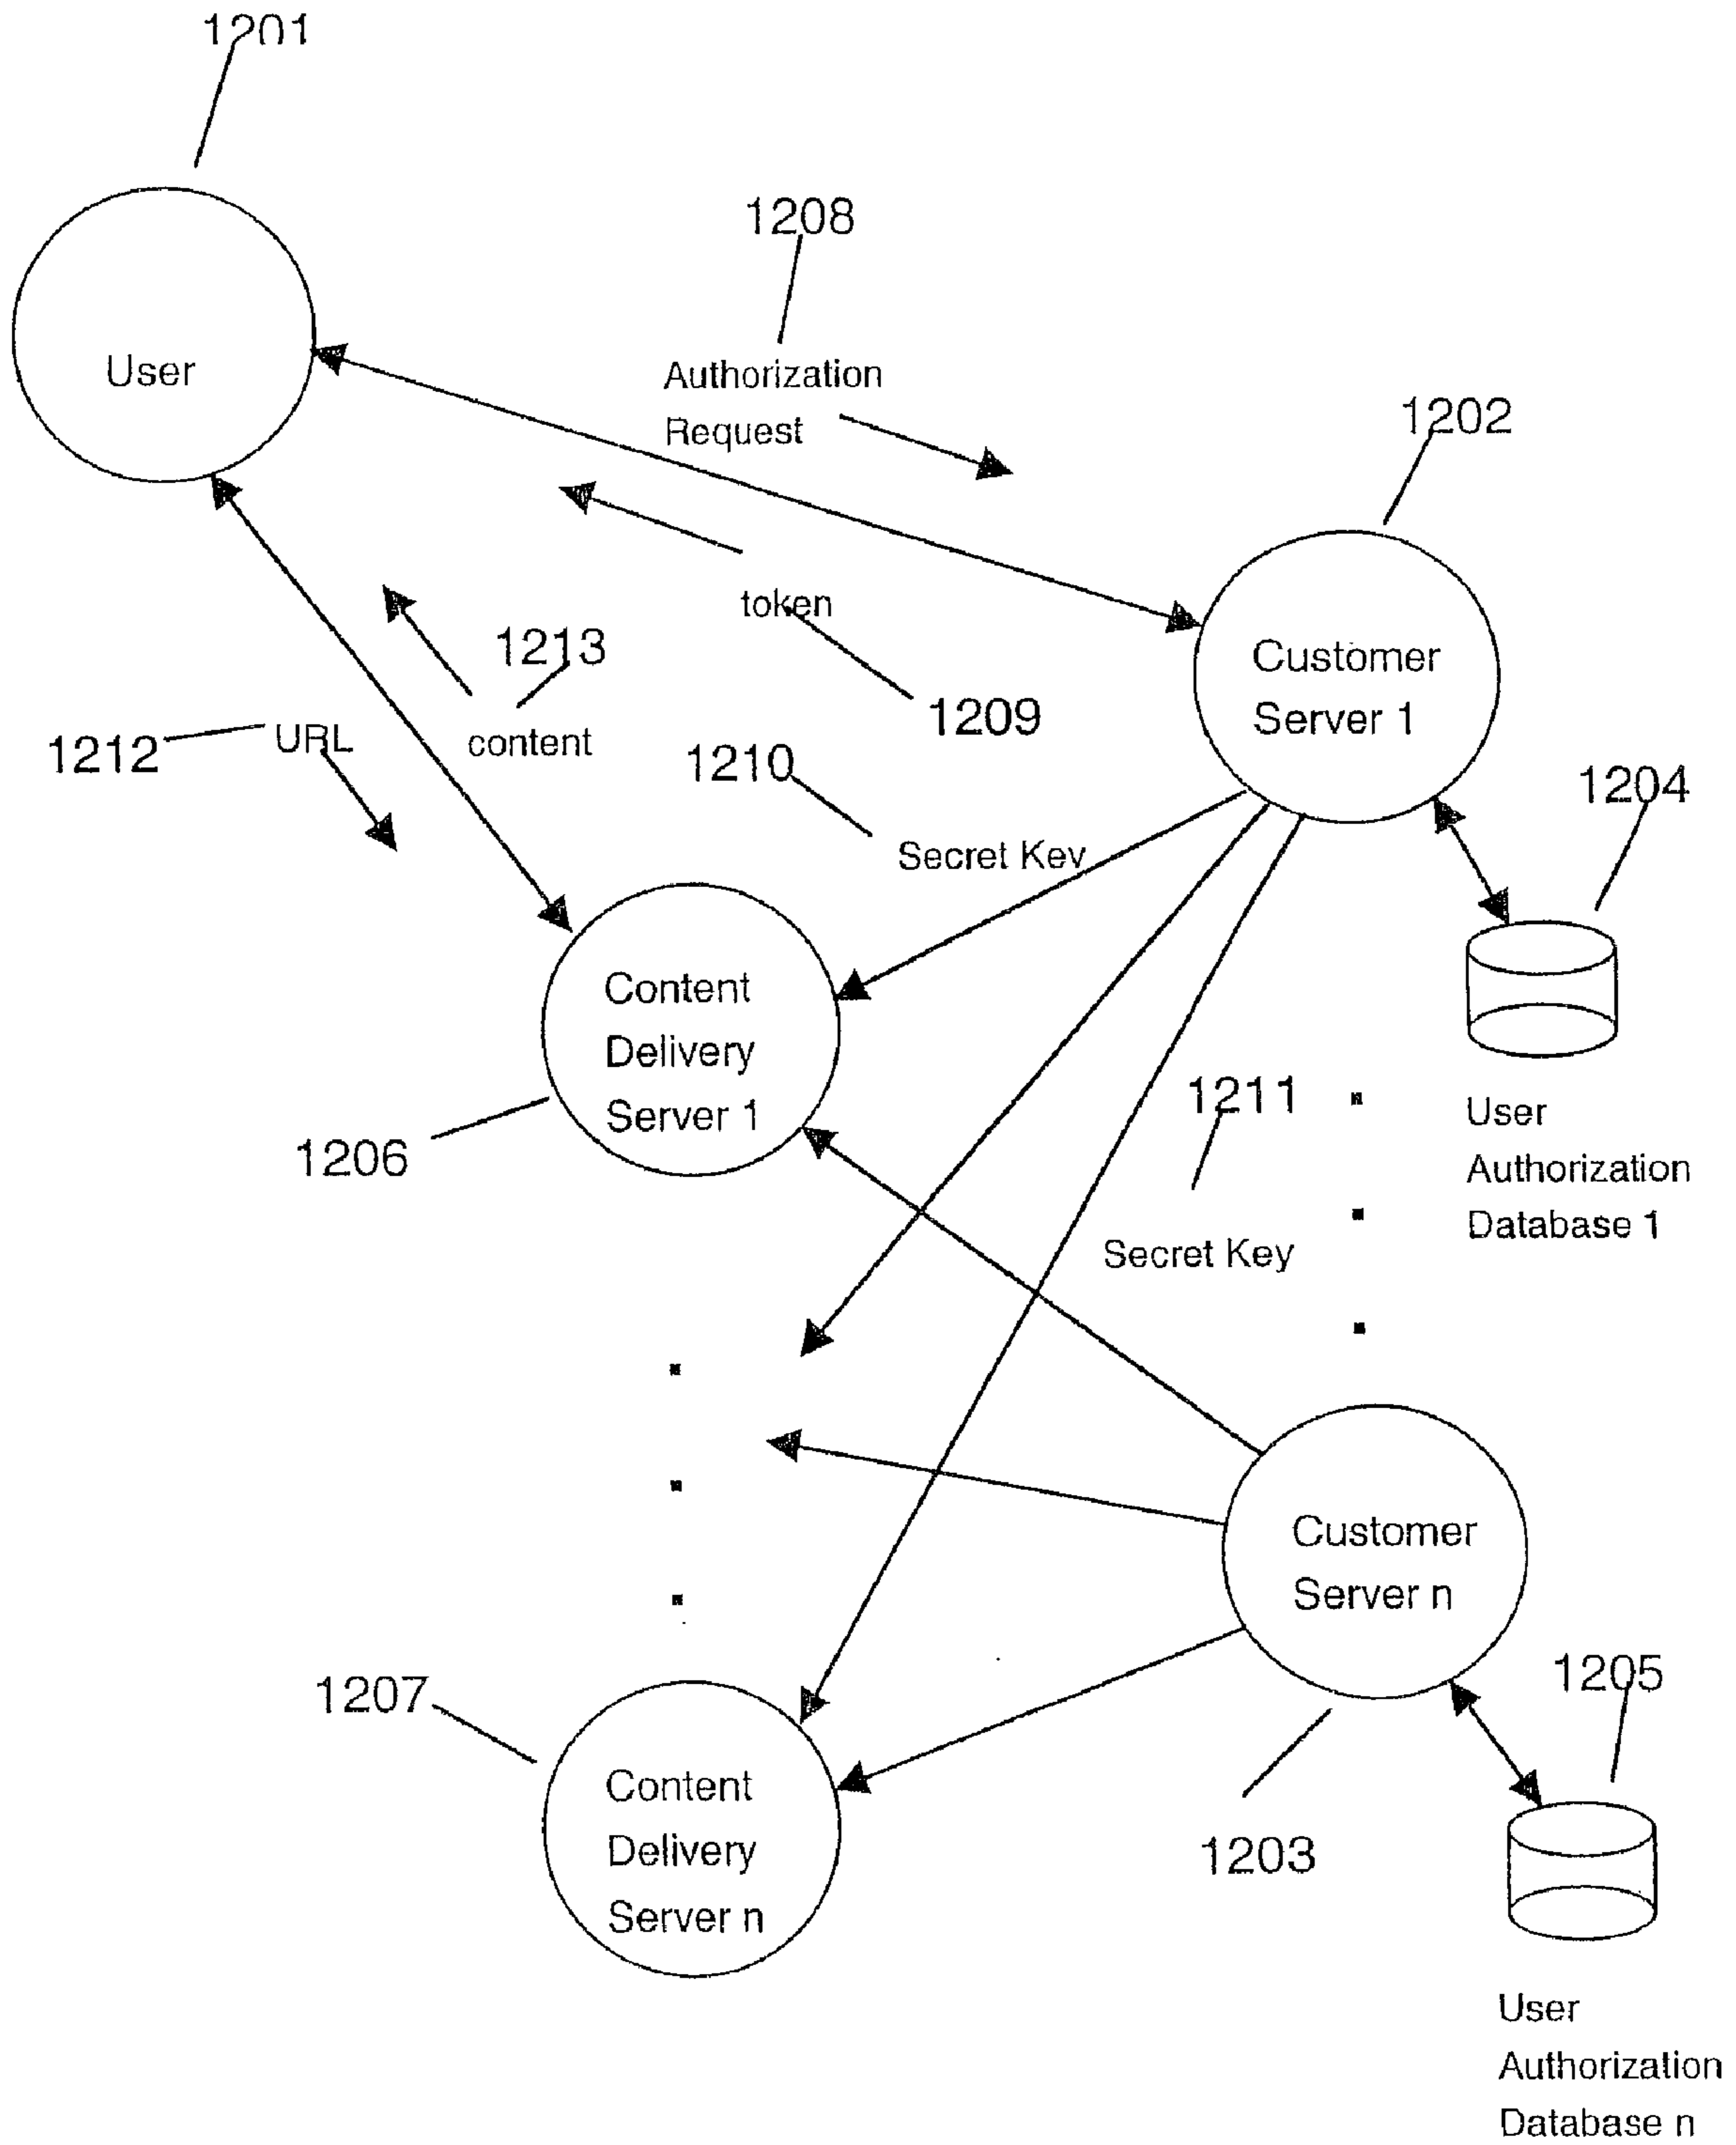 1201
1208
User
Authorization
Request
1202
token
1213
1209
Customer
Server 1
1212
URL
content
1210
1204
Secret Key
Content
Delivery
Server 1
1206
1211
User
Authorization
Database 1
Secret Key
Customer
Server n
1207
1205
Content
Delivery
Server n
1203
User
Authorization
Database n